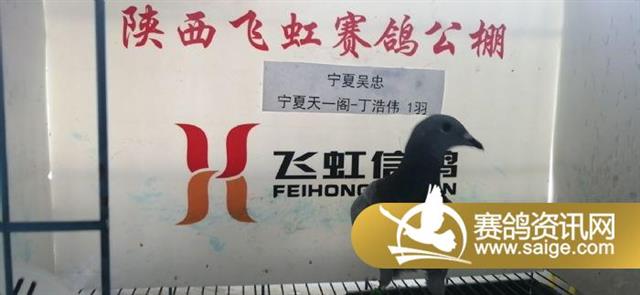 陕西飞虹赛鸽公棚
宁夏吴忠
宁夏天一阁-丁浩伟 1羽
飞虹信鸽
FEIHONG
赛鸽资讯网
www.saige.com